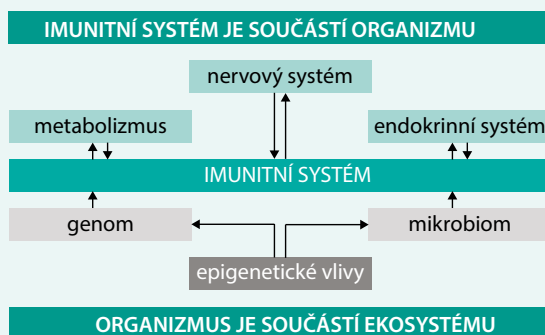 IMUNITNÍ SYSTÉM JE SOUČÁSTÍ ORGANIZMU
nervový systém
metabolizmus
endokrinní systém
IMUNITNÍ SYSTÉM
genom
mikrobiom
epigenetické vlivy
ORGANIZMUS JE SOUČÁSTÍ EKOSYSTÉMU